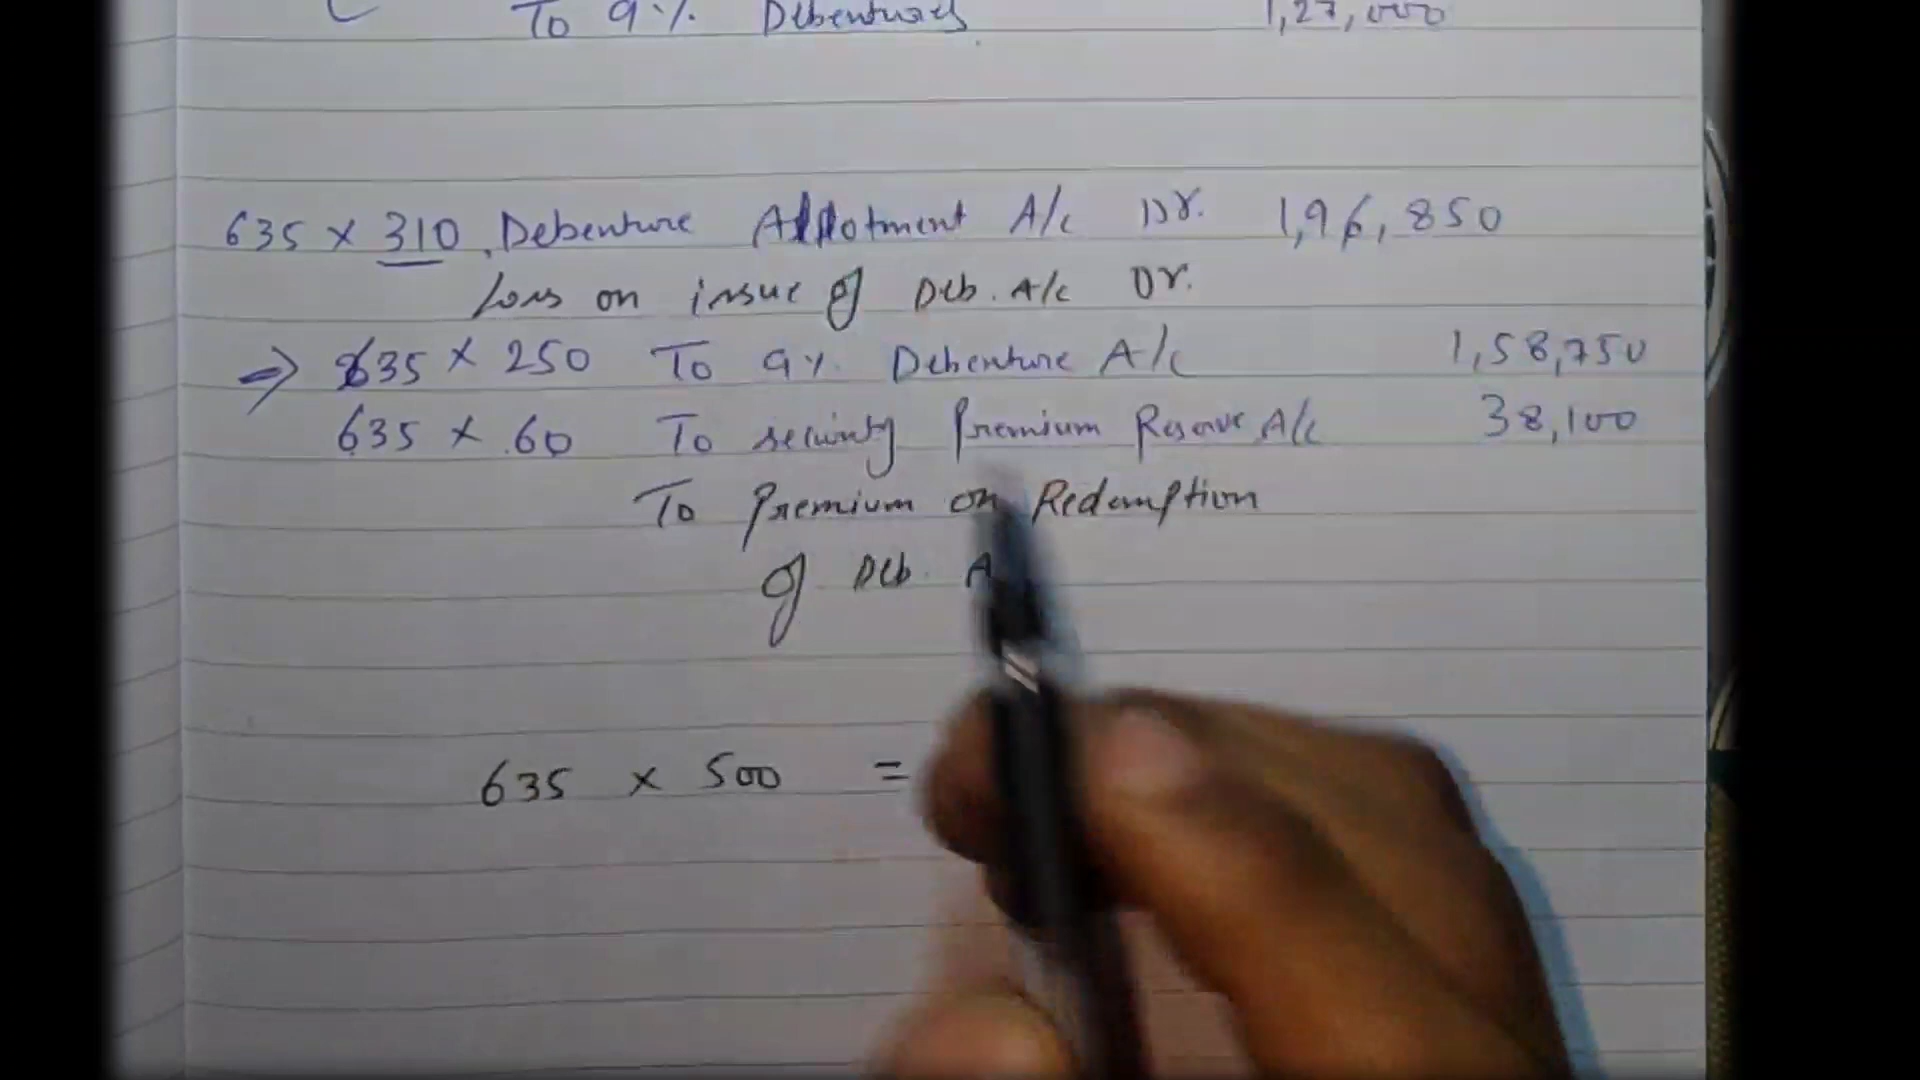 To 9% Debentures 1,27,000
635 × 310 Debenture Allotment A/c Dr. 1,96,850
Loss on issue of Deb. A/c Dr.
⇒ 635 × 250 To 9% Debenture A/c 1,58,750
635 × 60 To security Premium Reserve A/c 38,100
To Premium on Redemption
of Deb. A
635 × 500 =